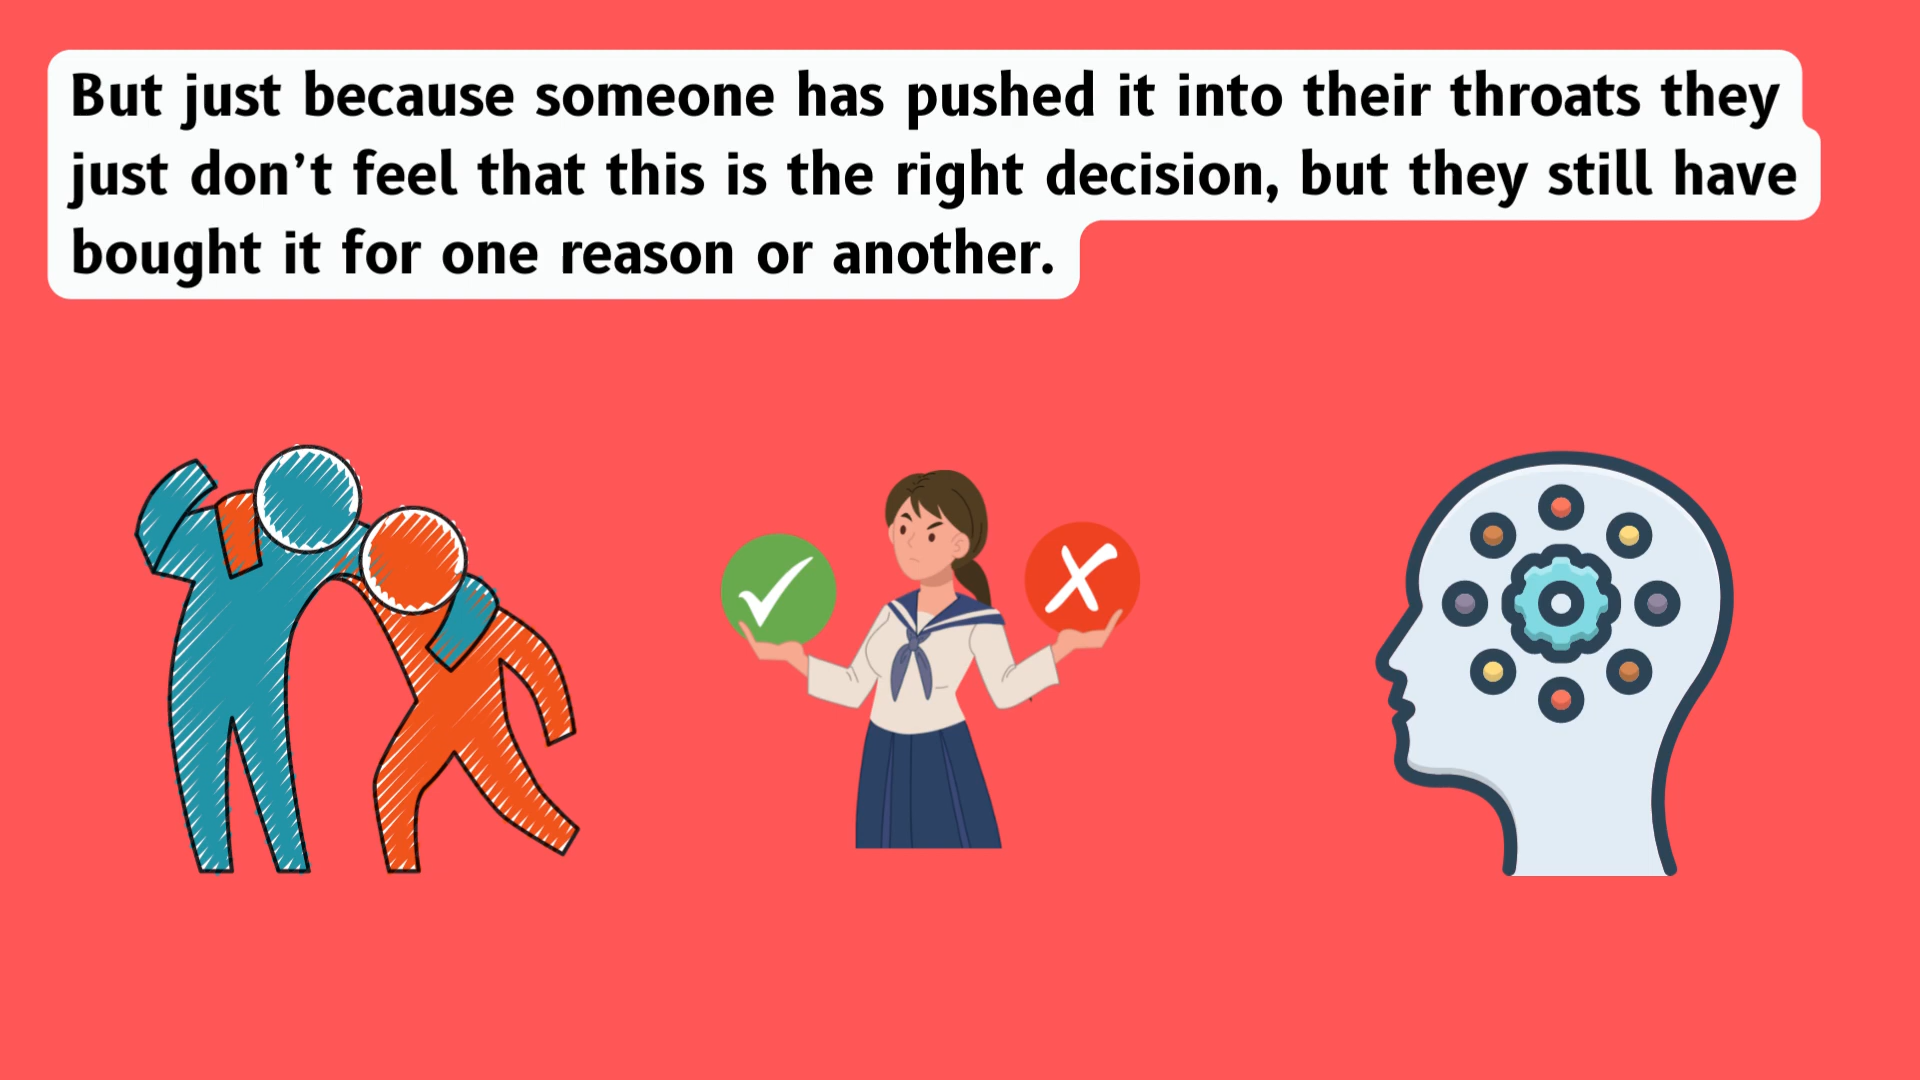 But just because someone has pushed it into their throats they
just don’t feel that this is the right decision, but they still have
bought it for one reason or another.